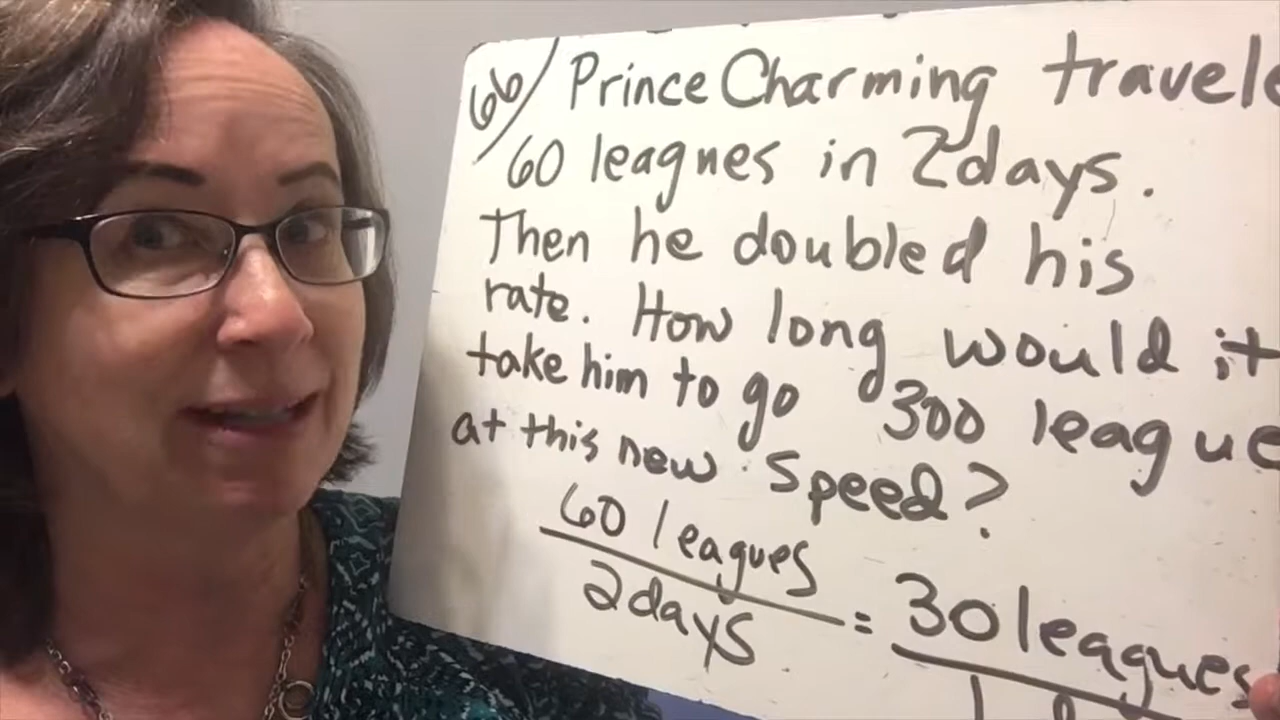 66/ Prince Charming travele
60 leagues in 2days.
Then he doubled his
rate. How long would it
take him to go 300 league
at this new speed?
60 leagues
2days
= 30 leagues
1